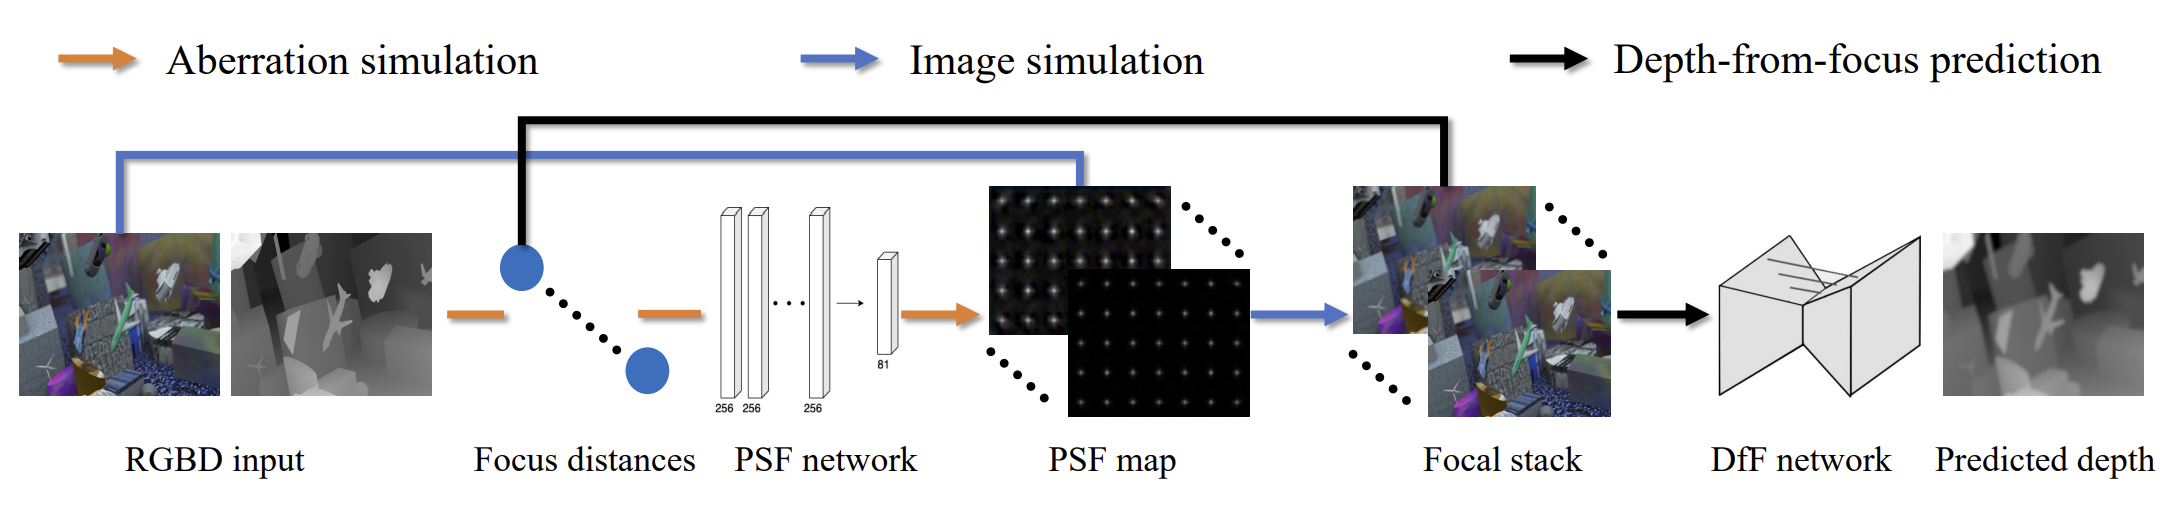 Aberration simulation
Image simulation
Depth-from-focus prediction
256 256 256
81
RGBD input
Focus distances
PSF network
PSF map
Focal stack
DfF network
Predicted depth